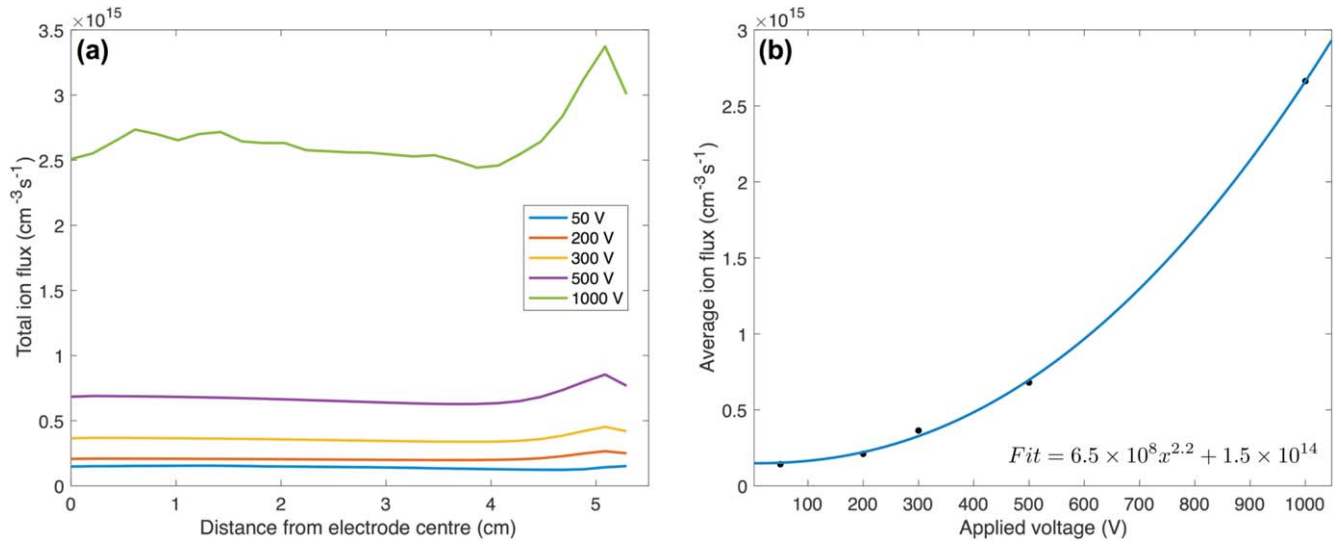 (a)
×10^15
3.5
3
2.5
2
1.5
1
0.5
0
Total ion flux (cm^-3s^-1)
50 V
200 V
300 V
500 V
1000 V
0 1 2 3 4 5
Distance from electrode centre (cm)
(b)
×10^15
3
2.5
2
1.5
1
0.5
0
Average ion flux (cm^-3s^-1)
Fit = 6.5 × 10^8x^2.2 + 1.5 × 10^14
100 200 300 400 500 600 700 800 900 1000
Applied voltage (V)